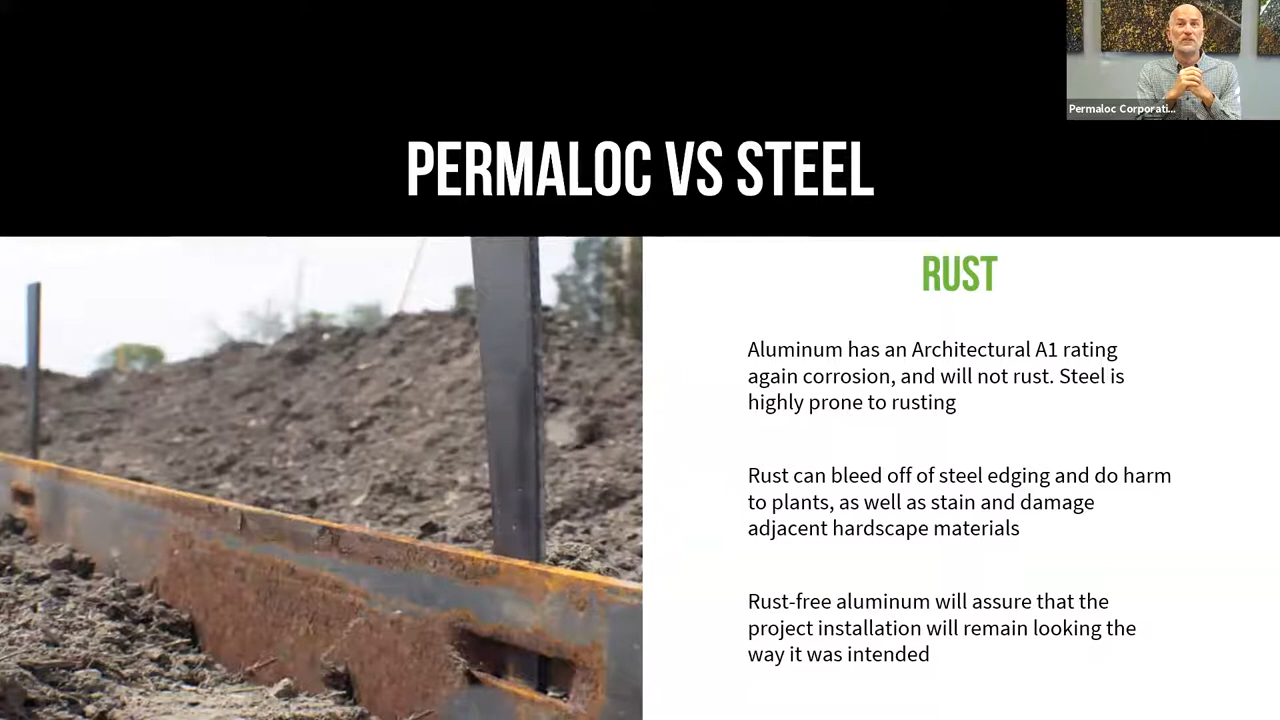 Permaloc Corporati...
PERMALOC VS STEEL
RUST
Aluminum has an Architectural A1 rating
again corrosion, and will not rust. Steel is
highly prone to rusting
Rust can bleed off of steel edging and do harm
to plants, as well as stain and damage
adjacent hardscape materials
Rust-free aluminum will assure that the
project installation will remain looking the
way it was intended